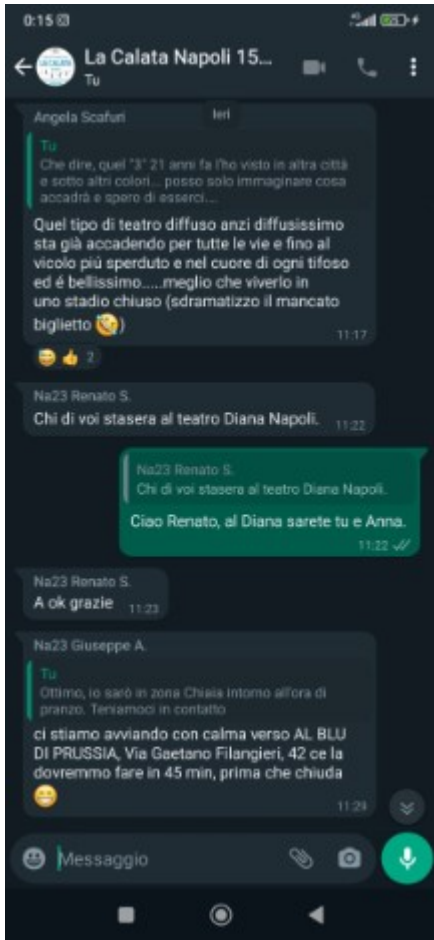 0:15
La Calata Napoli 15...
Tu
Angela Scafuri
Ieri
Tu
Che dire, quel "3" 21 anni fa l'ho visto in altra città
e sotto altri colori... posso solo immaginare cosa
accadrà e spero di esserci....
Quel tipo di teatro diffuso anzi diffusissimo
sta già accadendo per tutte le vie e fino al
vicolo piú sperduto e nel cuore di ogni tifoso
ed é bellissimo.....meglio che viverlo in
uno stadio chiuso (sdramatizzo il mancato
biglietto 🤣)
11:17
😅 👍 2
Na23 Renato S.
Chi di voi stasera al teatro Diana Napoli.
11:22
Na23 Renato S.
Chi di voi stasera al teatro Diana Napoli.
Ciao Renato, al Diana sarete tu e Anna.
11:22
Na23 Renato S.
A ok grazie
11:23
Na23 Giuseppe A.
Tu
Ottimo, io sarò in zona Chiaia intorno all'ora di
pranzo. Teniamoci in contatto
ci stiamo avviando con calma verso AL BLU
DI PRUSSIA, Via Gaetano Filangieri, 42 ce la
dovremmo fare in 45 min, prima che chiuda
😁
11:29
Messaggio